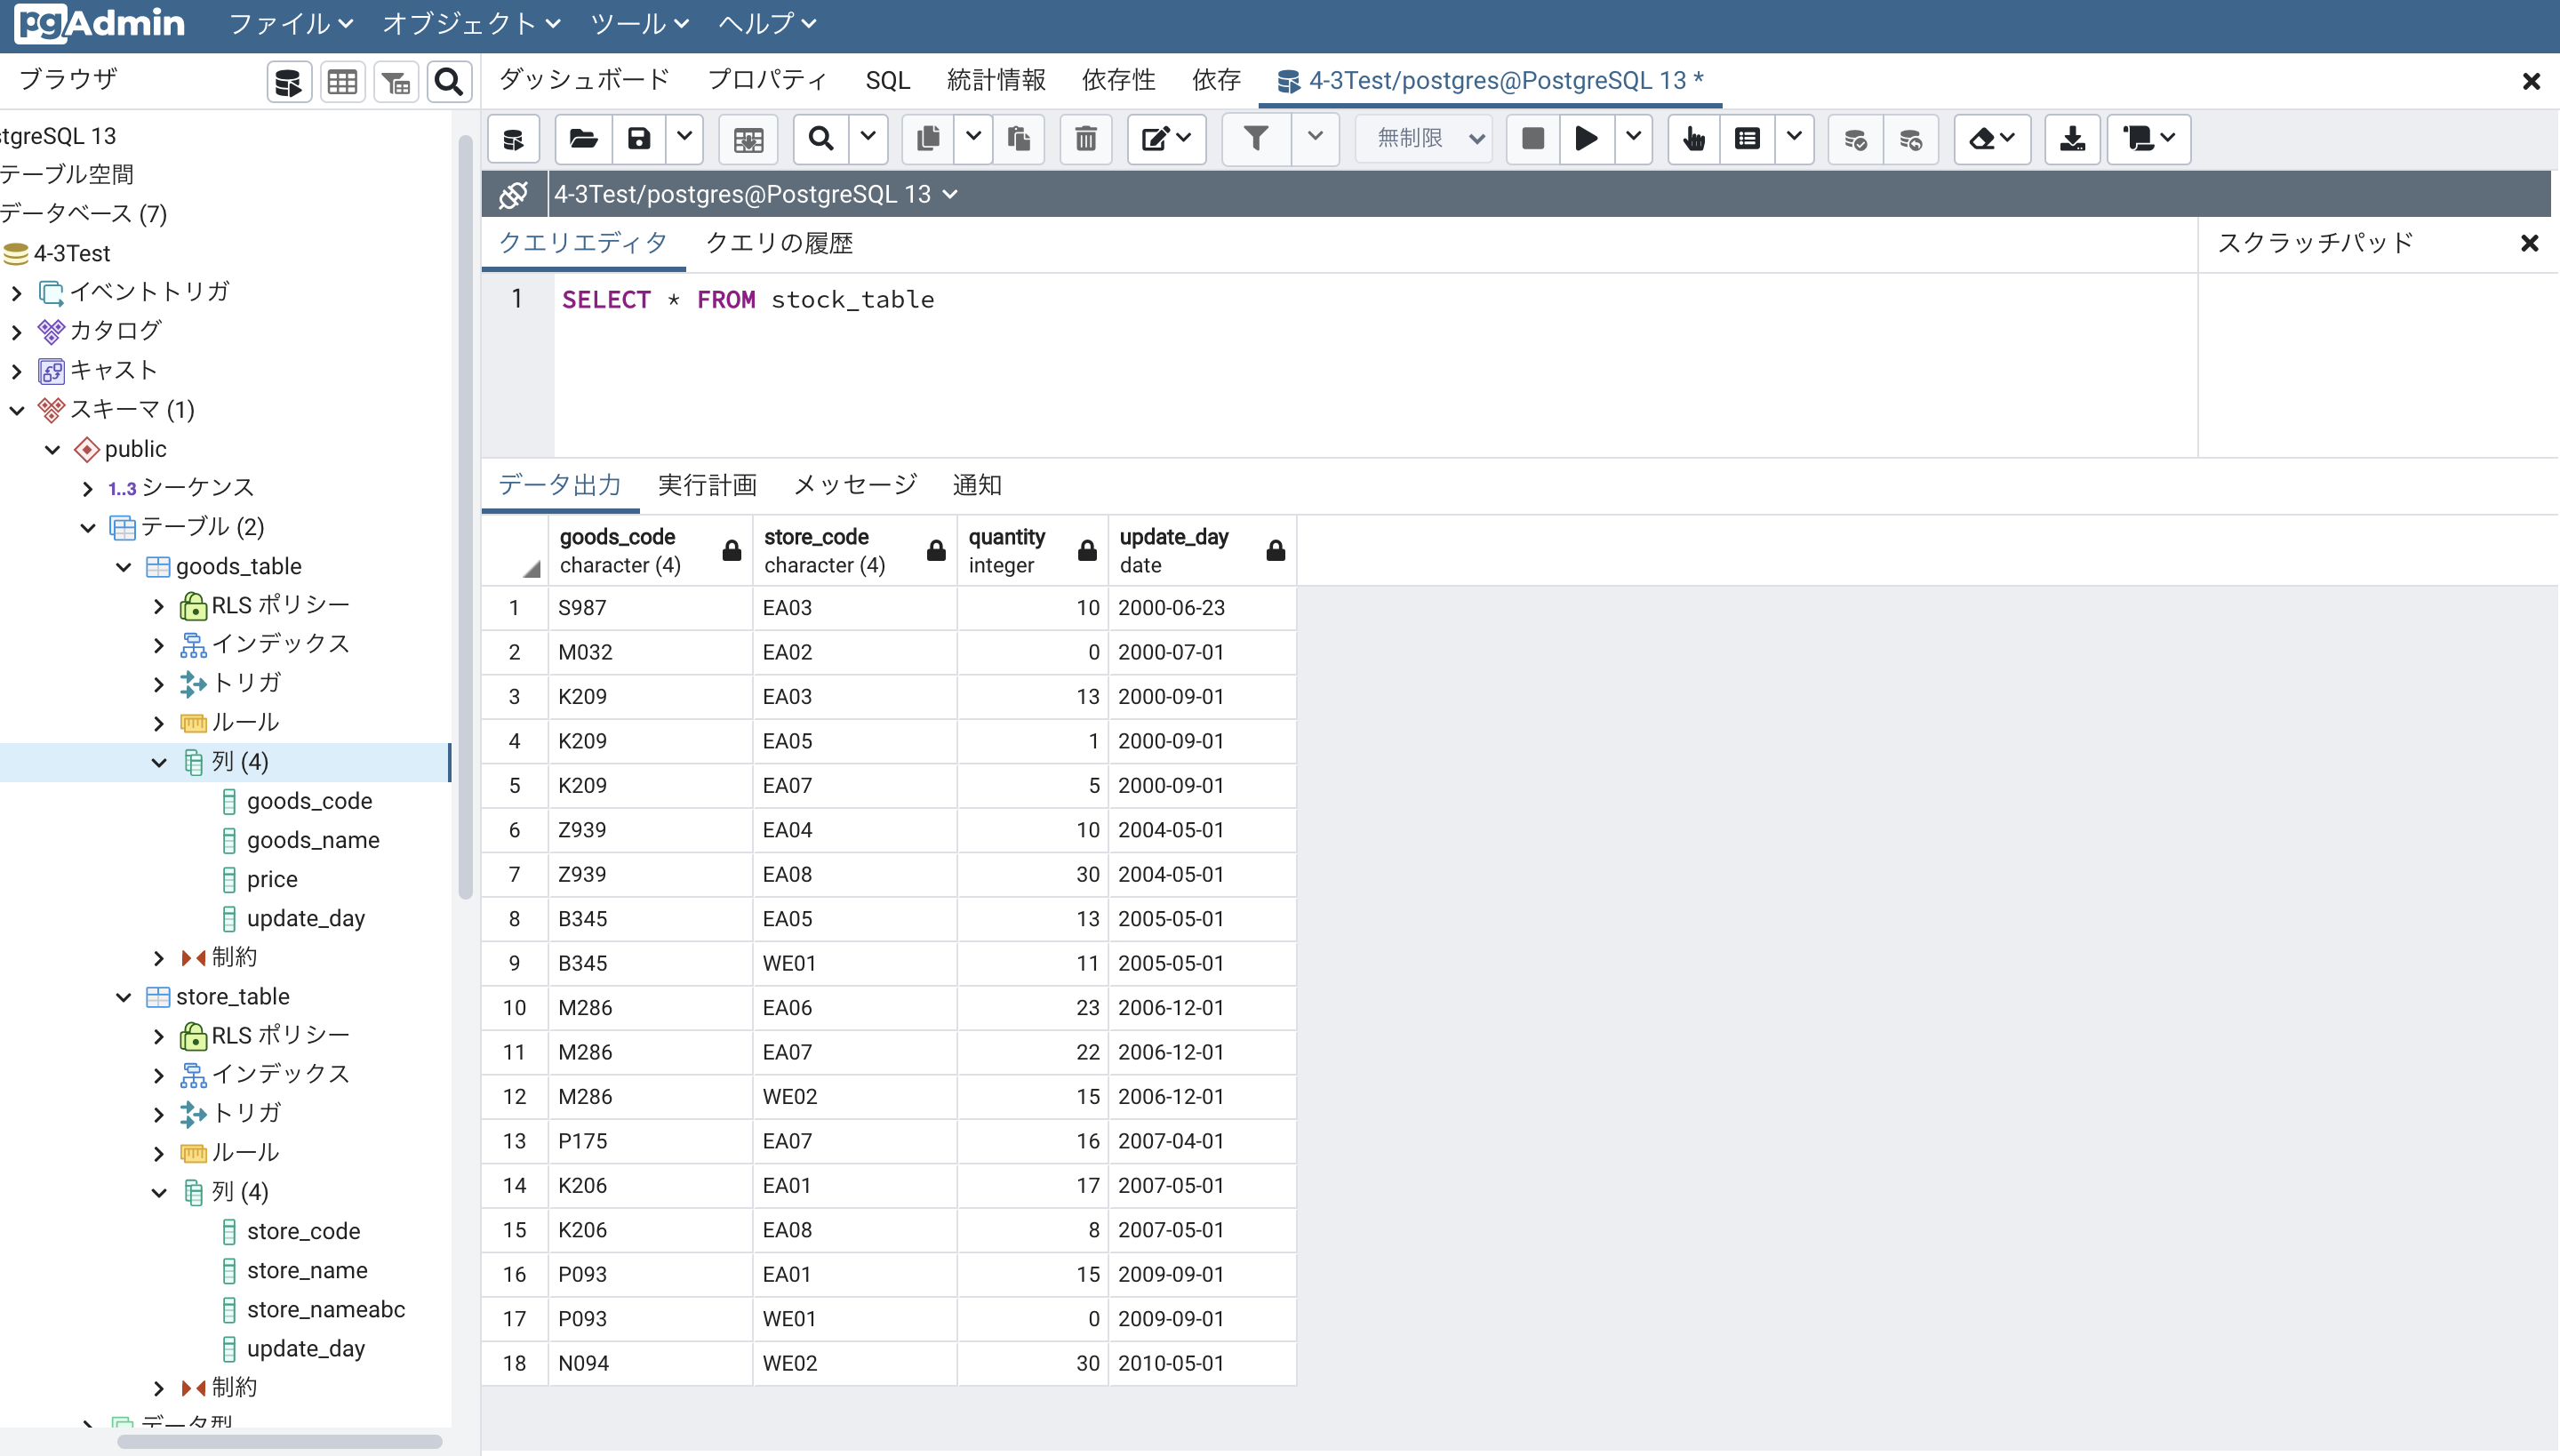 pgAdmin ファイル オブジェクト ツール ヘルプ
ブラウザ
ダッシュボード プロパティ SQL 統計情報 依存性 依存 4-3Test/postgres@PostgreSQL 13 *
無制限
4-3Test/postgres@PostgreSQL 13
クエリエディタ クエリの履歴
スクラッチパッド
1 SELECT * FROM stock_table
tgreSQL 13
テーブル空間
データベース (7)
4-3Test
イベントトリガ
カタログ
キャスト
スキーマ (1)
public
1..3 シーケンス
テーブル (2)
goods_table
RLS ポリシー
インデックス
トリガ
ルール
列 (4)
goods_code
goods_name
price
update_day
制約
store_table
RLS ポリシー
インデックス
トリガ
ルール
列 (4)
store_code
store_name
store_nameabc
update_day
制約
データ型
データ出力 実行計画 メッセージ 通知
goods_code store_code quantity update_day
character (4) character (4) integer date
1 S987 EA03 10 2000-06-23
2 M032 EA02 0 2000-07-01
3 K209 EA03 13 2000-09-01
4 K209 EA05 1 2000-09-01
5 K209 EA07 5 2000-09-01
6 Z939 EA04 10 2004-05-01
7 Z939 EA08 30 2004-05-01
8 B345 EA05 13 2005-05-01
9 B345 WE01 11 2005-05-01
10 M286 EA06 23 2006-12-01
11 M286 EA07 22 2006-12-01
12 M286 WE02 15 2006-12-01
13 P175 EA07 16 2007-04-01
14 K206 EA01 17 2007-05-01
15 K206 EA08 8 2007-05-01
16 P093 EA01 15 2009-09-01
17 P093 WE01 0 2009-09-01
18 N094 WE02 30 2010-05-01